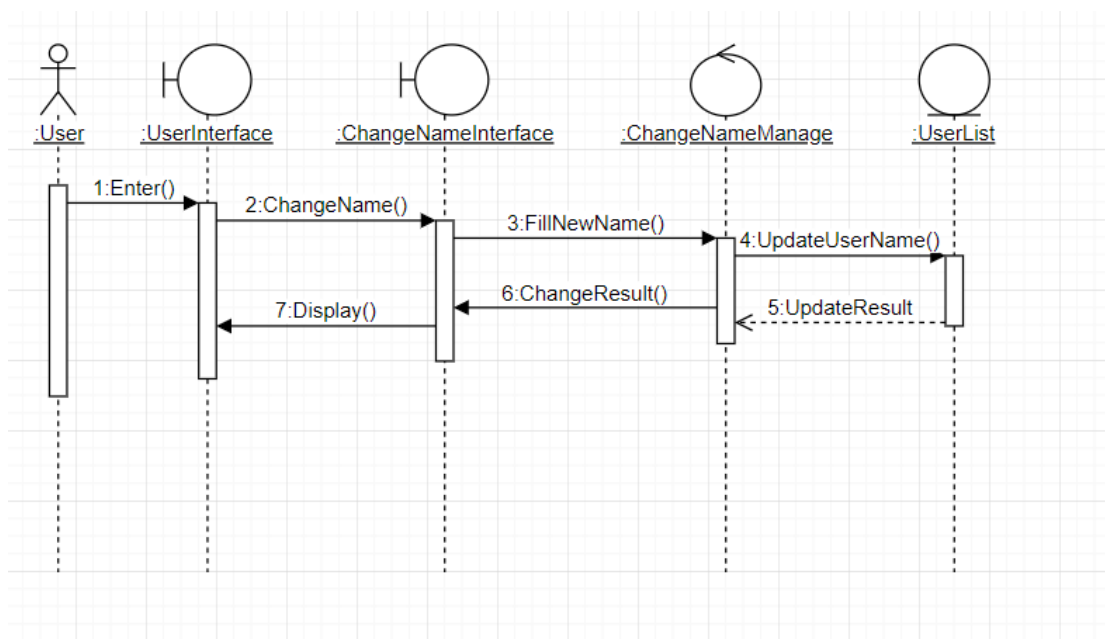 :User
:UserInterface
:ChangeNameInterface
:ChangeNameManage
:UserList
1:Enter()
2:ChangeName()
3:FillNewName()
4:UpdateUserName()
6:ChangeResult()
5:UpdateResult
7:Display()